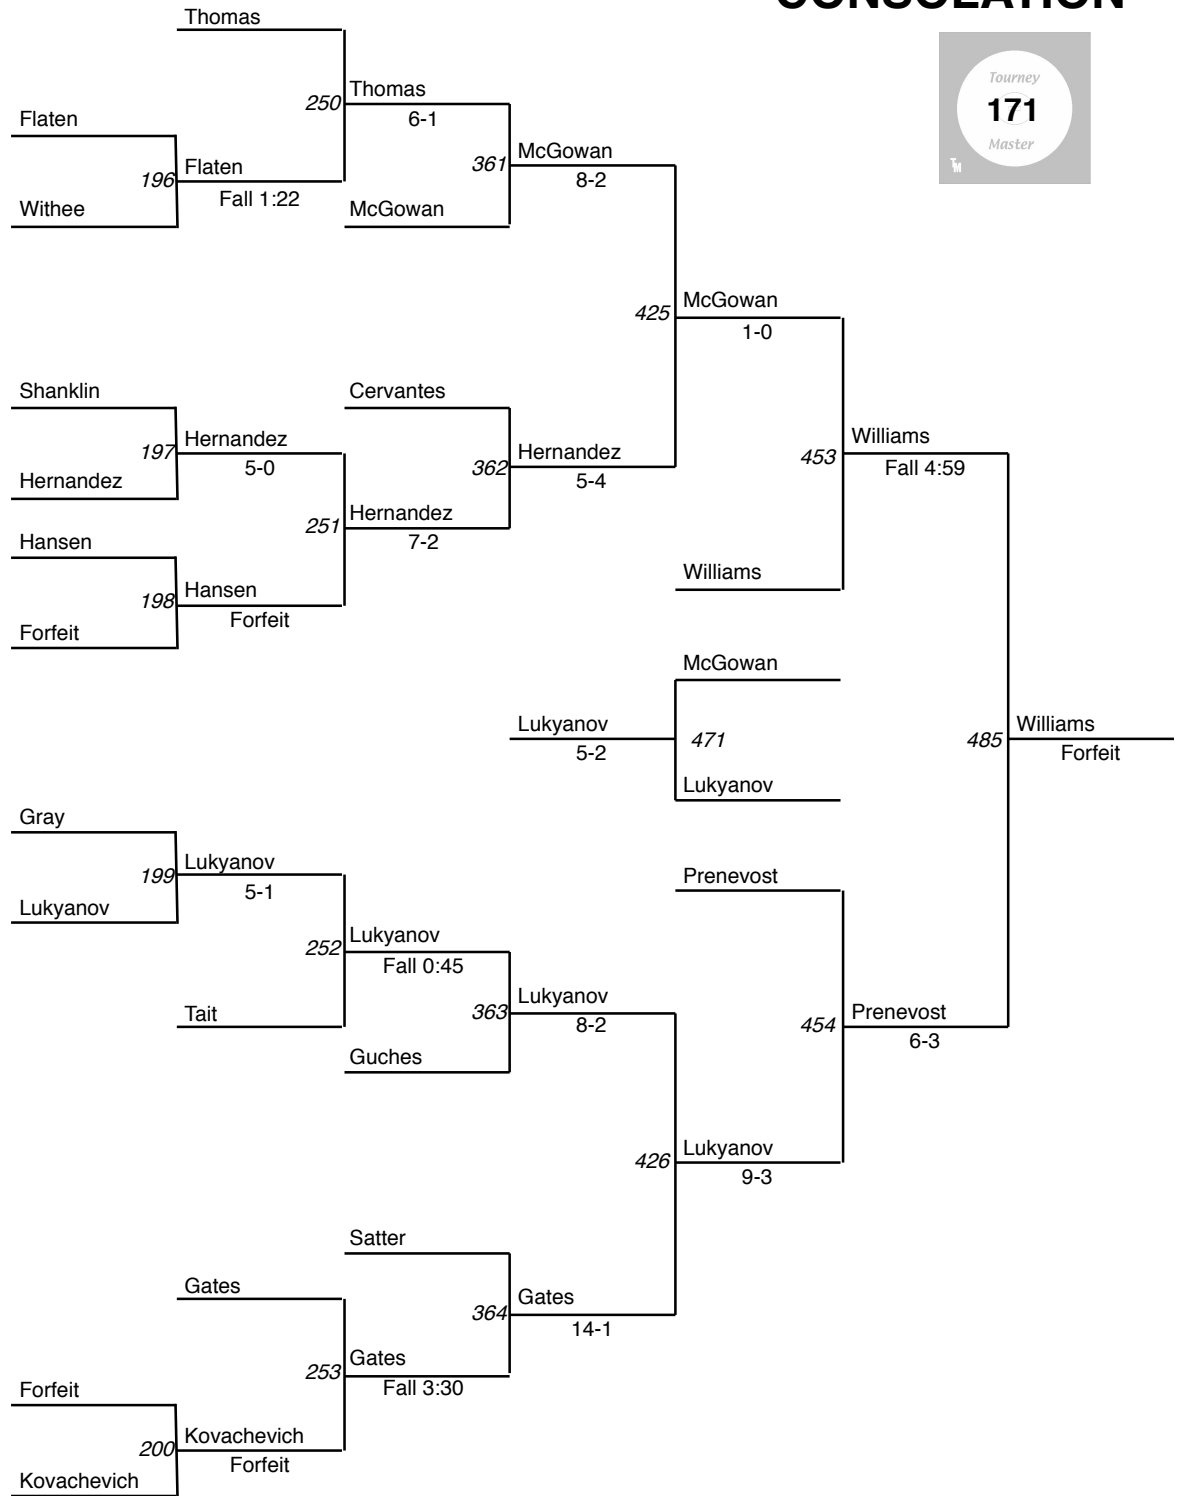 CONSOLATION
Thomas
Tourney
171
Master
TM
250
Thomas
6-1
Flaten
196
Flaten
Fall 1:22
Withee
361
McGowan
8-2
McGowan
425
McGowan
1-0
Shanklin
197
Hernandez
5-0
Hernandez
Cervantes
362
Hernandez
5-4
251
Hernandez
7-2
Hansen
198
Hansen
Forfeit
Forfeit
453
Williams
Fall 4:59
Williams
McGowan
Lukyanov
5-2
471
Lukyanov
485
Williams
Forfeit
Gray
199
Lukyanov
5-1
Lukyanov
Prenevost
252
Lukyanov
Fall 0:45
Tait
363
Lukyanov
8-2
Guches
454
Prenevost
6-3
426
Lukyanov
9-3
Satter
Gates
364
Gates
14-1
253
Gates
Fall 3:30
Forfeit
200
Kovachevich
Forfeit
Kovachevich